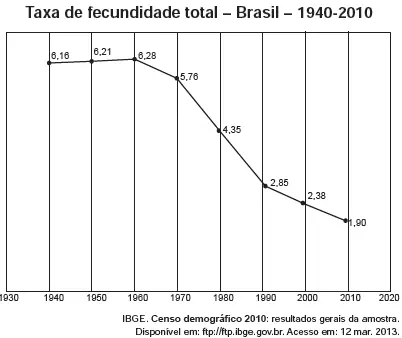 Taxa de fecundidade total – Brasil – 1940-2010
6,16
6,21
6,28
5,76
4,35
2,85
2,38
1,90
1930 1940 1950 1960 1970 1980 1990 2000 2010 2020
IBGE. Censo demográfico 2010: resultados gerais da amostra.
Disponível em: ftp://ftp.ibge.gov.br. Acesso em: 12 mar. 2013.